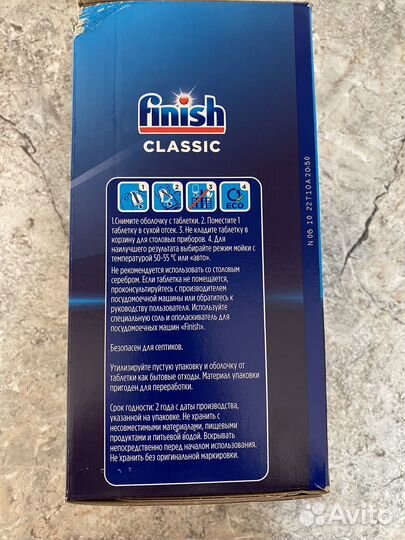 finish
CLASSIC
1
2
3
4
ECO
1.Снимите оболочку с таблетки. 2. Поместите 1
таблетку в сухой отсек. 3. Не кладите таблетку в
корзину для столовых приборов. 4. Для
наилучшего результата выбирайте режим мойки с
температурой 50-55 °С или «авто».
Не рекомендуется использовать со столовым
серебром. Если таблетка не помещается,
проконсультируйтесь с производителем
посудомоечной машины или обратитесь к
руководству пользователя. Используйте
специальную соль и ополаскиватель для
посудомоечных машин «Finish».
Безопасен для септиков.
Утилизируйте пустую упаковку и оболочку от
таблетки как бытовые отходы. Материал упаковки
пригоден для переработки.
Срок годности: 2 года с даты производства,
указанной на упаковке. Не хранить с
несовместимыми материалами, пищевыми
продуктами и питьевой водой. Вскрывать
непосредственно перед началом использования.
Не хранить без оригинальной маркировки.
N 06 10 22T10A2050
Avito